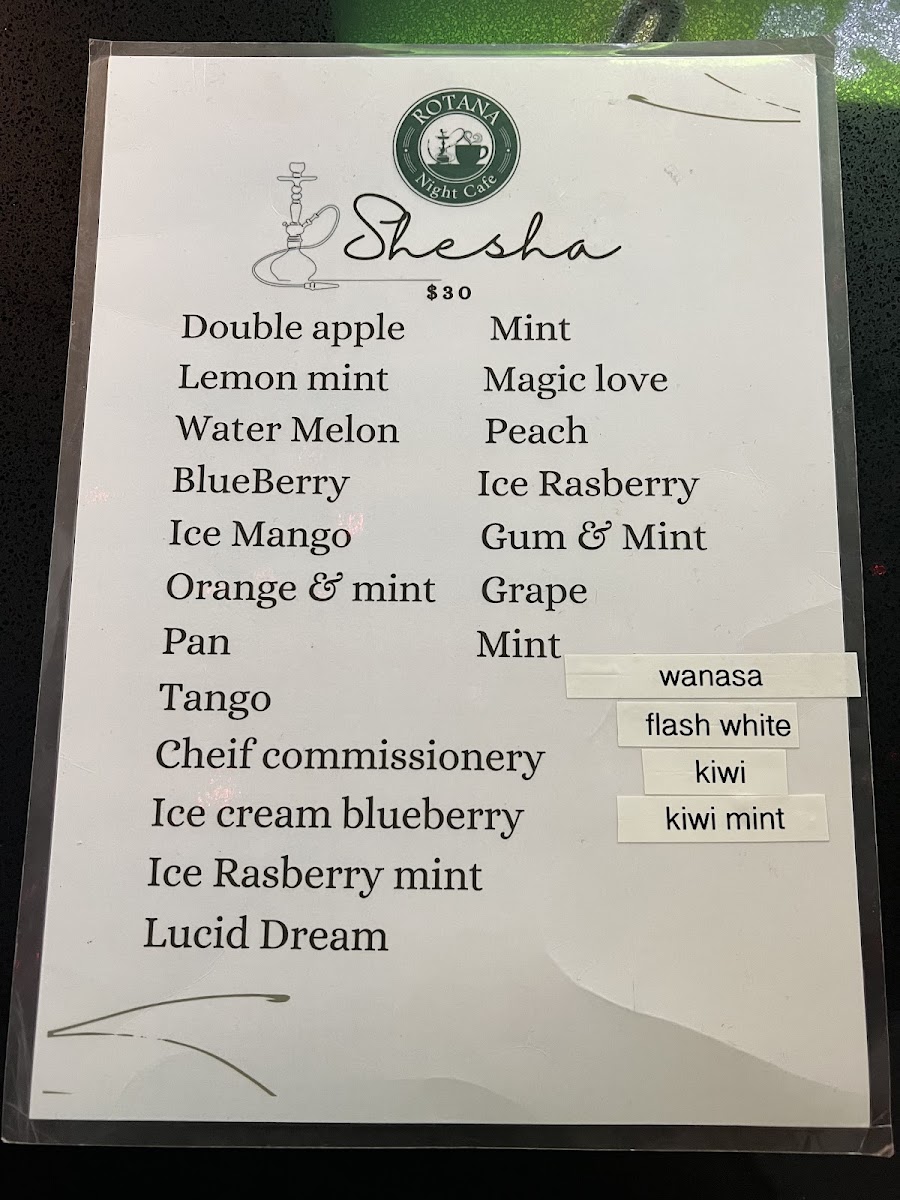 ROTANA
Night Cafe
Shesha
$30
Double apple
Lemon mint
Water Melon
BlueBerry
Ice Mango
Orange & mint
Pan
Tango
Cheif commissionery
Ice cream blueberry
Ice Rasberry mint
Lucid Dream
Mint
Magic love
Peach
Ice Rasberry
Gum & Mint
Grape
Mint
wanasa
flash white
kiwi
kiwi mint